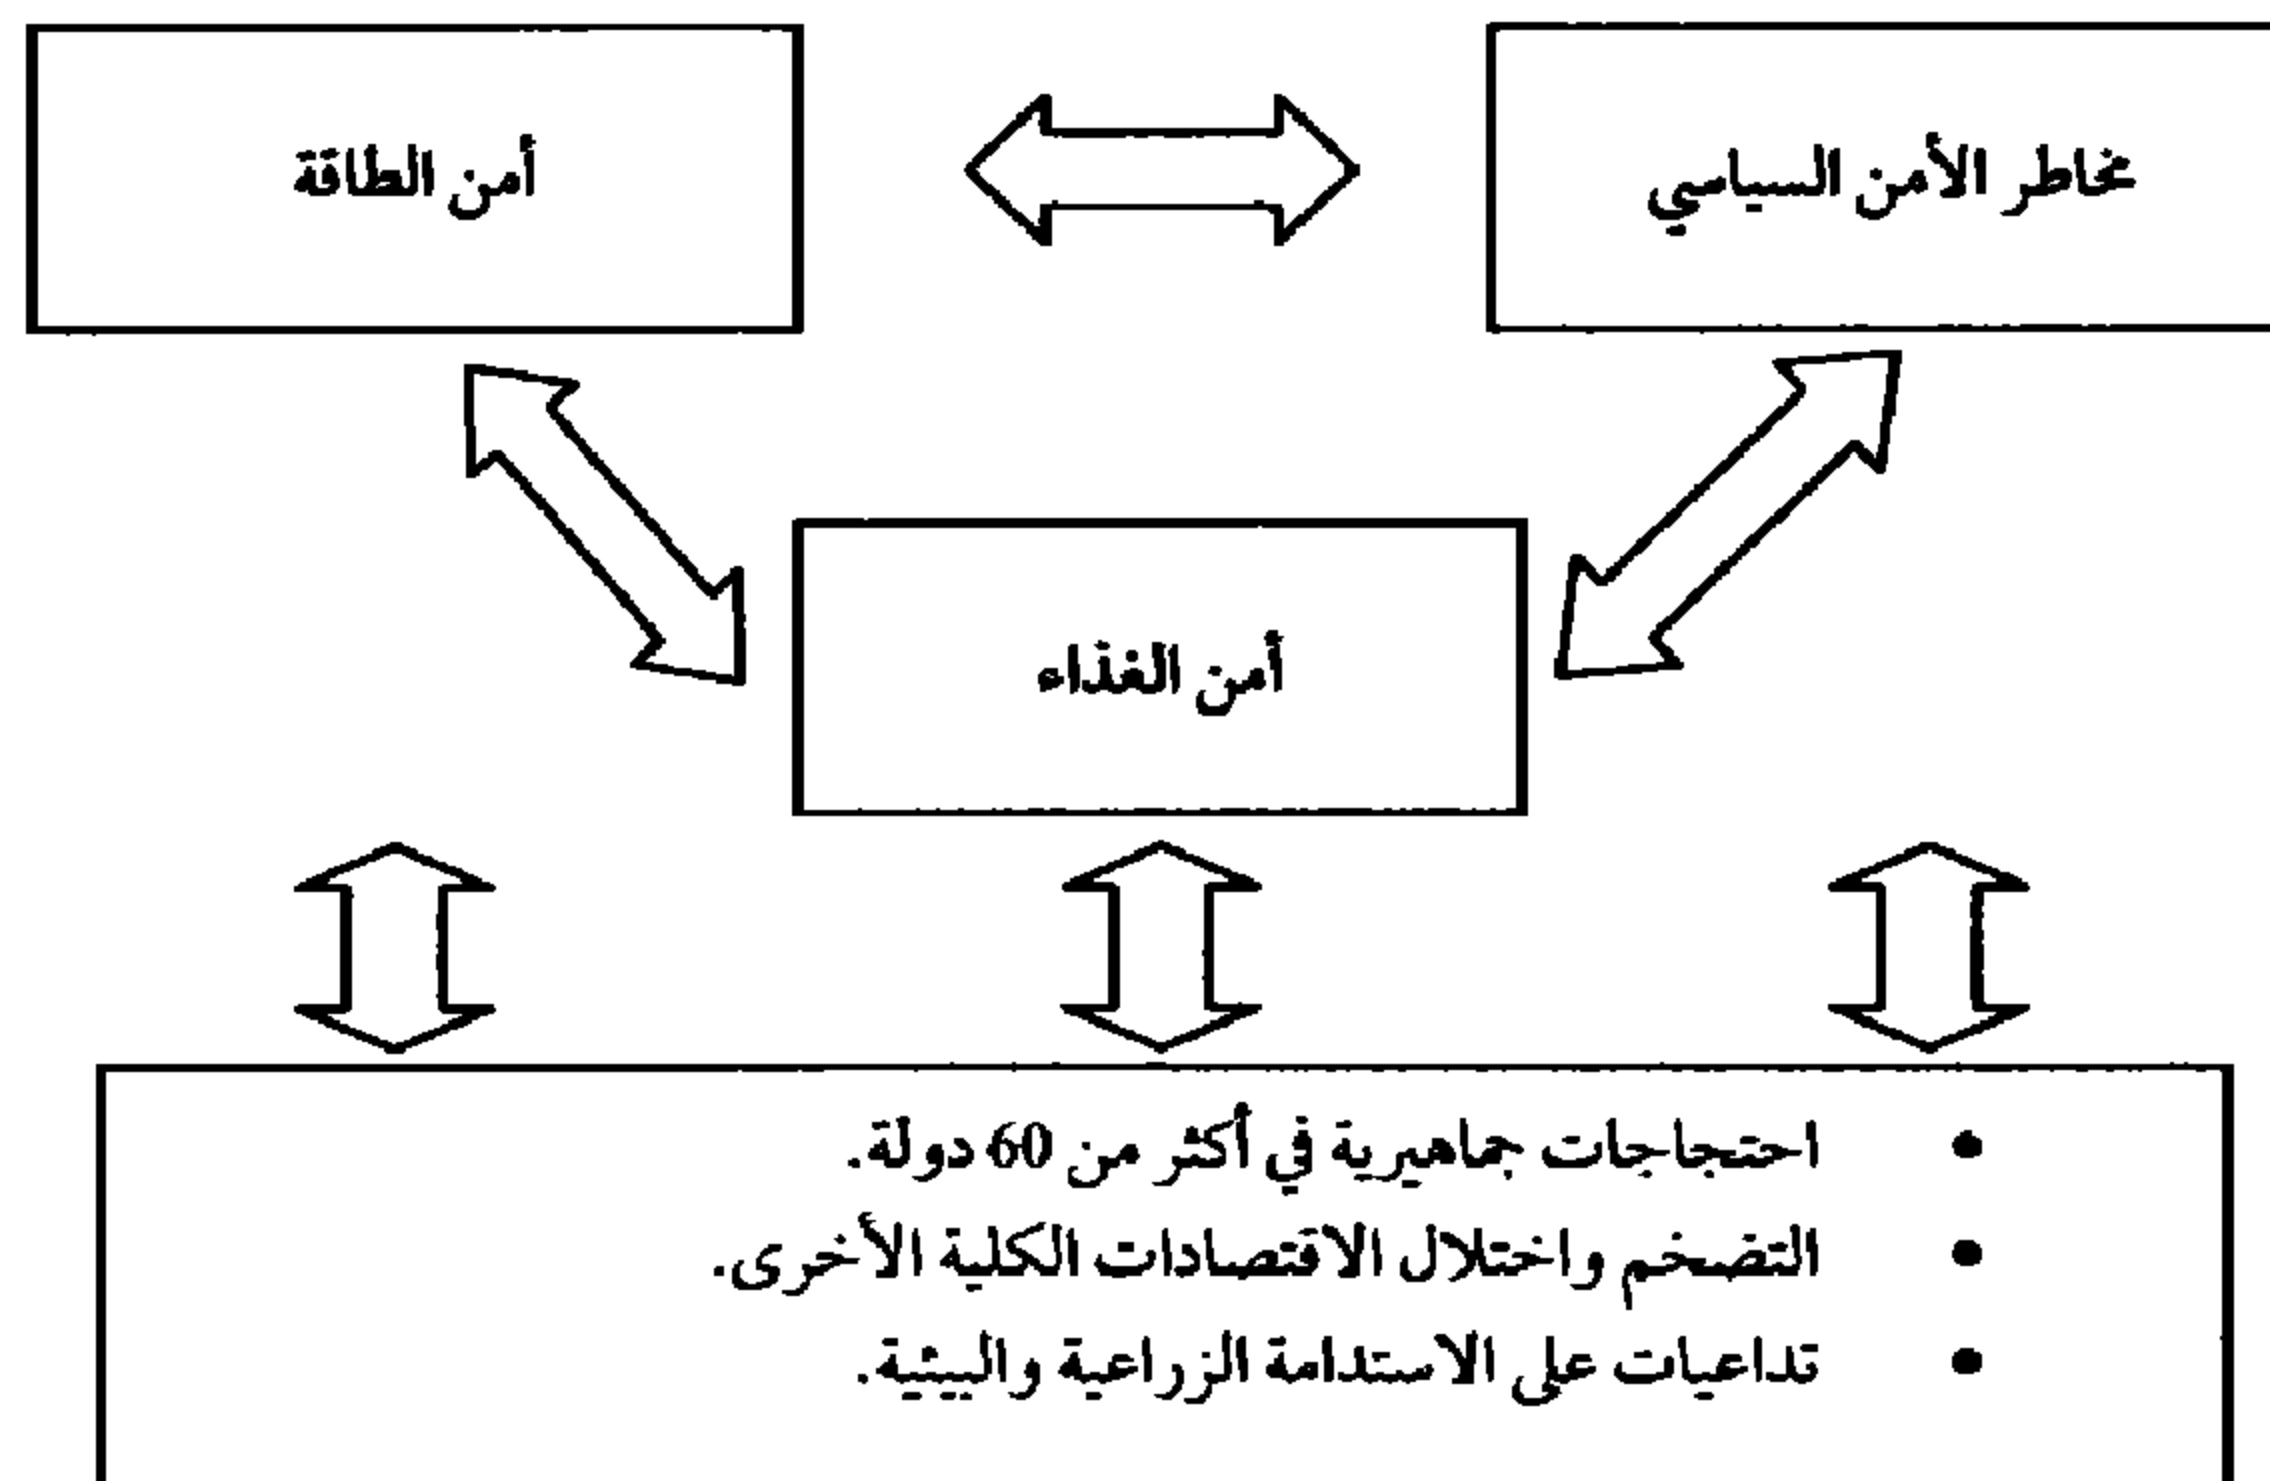 مخاطر الأمن السياسي
أمن الطاقة
أمن الغذاء
• احتجاجات جماهيرية في أكثر من 60 دولة.
• التضخم واختلال الاقتصادات الكلية الأخرى.
• تداعيات على الاستدامة الزراعية والبيئية.